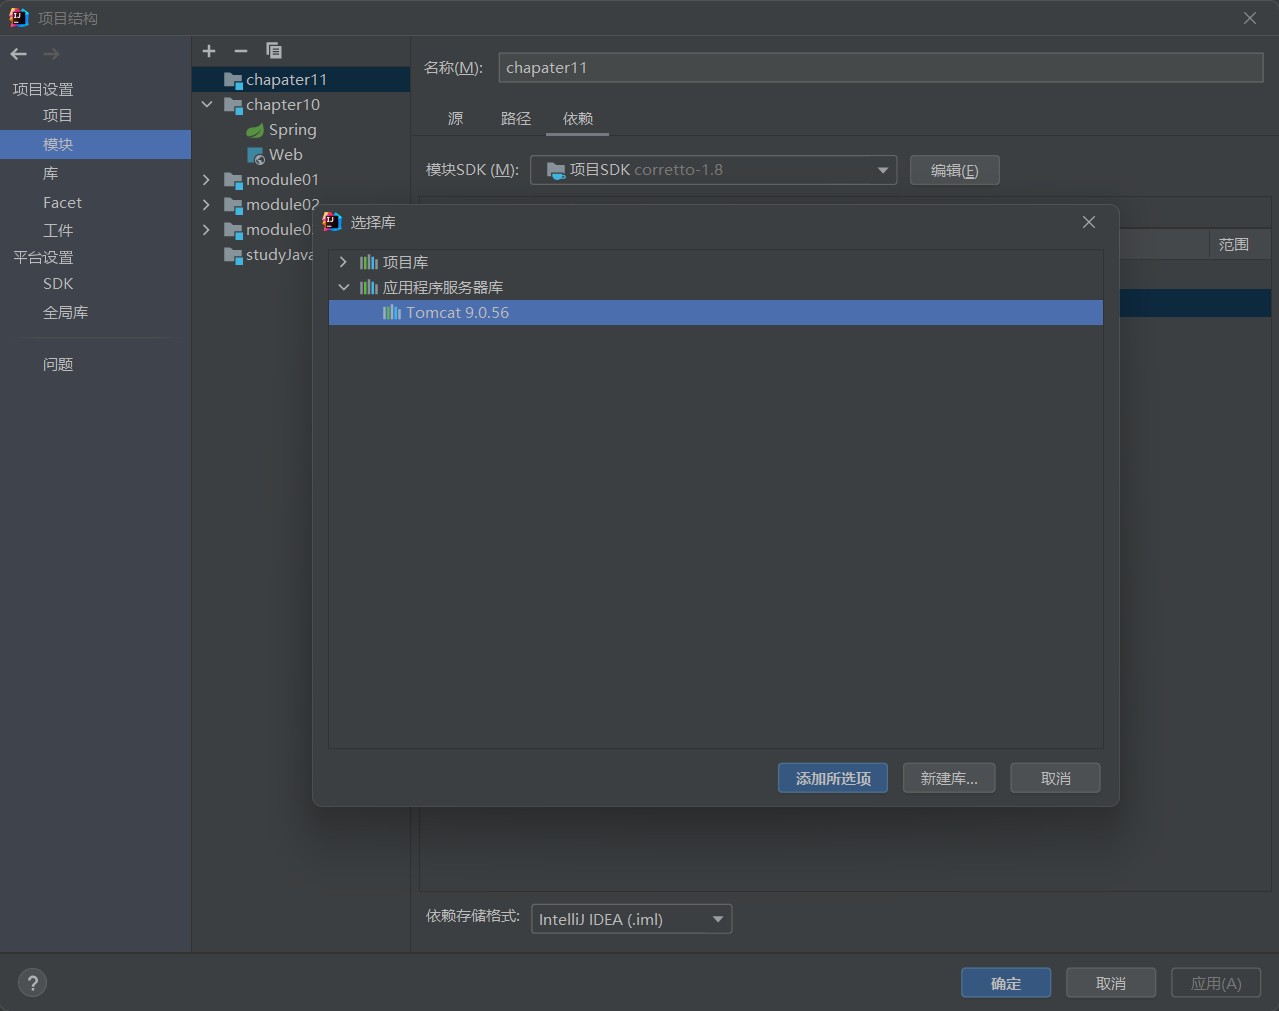 项目结构
项目设置
项目
模块
库
Facet
工件
平台设置
SDK
全局库
问题
chapater11
chapter10
Spring
Web
module01
module02
module0
studyJava
名称(M):
chapater11
源
路径
依赖
模块SDK (M):
项目SDK corretto-1.8
编辑(E)
范围
选择库
项目库
应用程序服务器库
Tomcat 9.0.56
添加所选项
新建库...
取消
依赖存储格式:
IntelliJ IDEA (.iml)
?
确定
取消
应用(A)